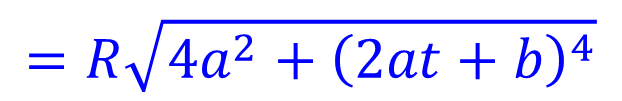 = R√(4a² + (2at + b)⁴)